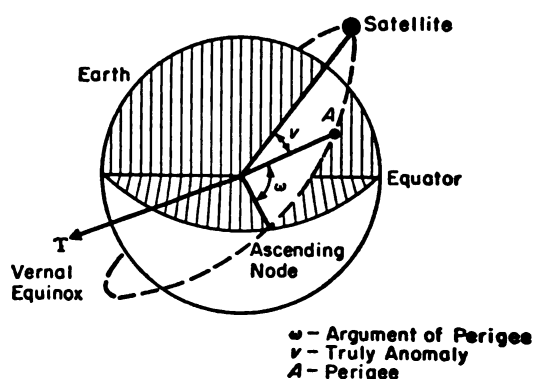 Satellite
Earth
A
ν
ω
Equator
ϒ
Ascending
Node
Vernal
Equinox
ω – Argument of Perigee
ν – Truly Anomaly
A – Perigee